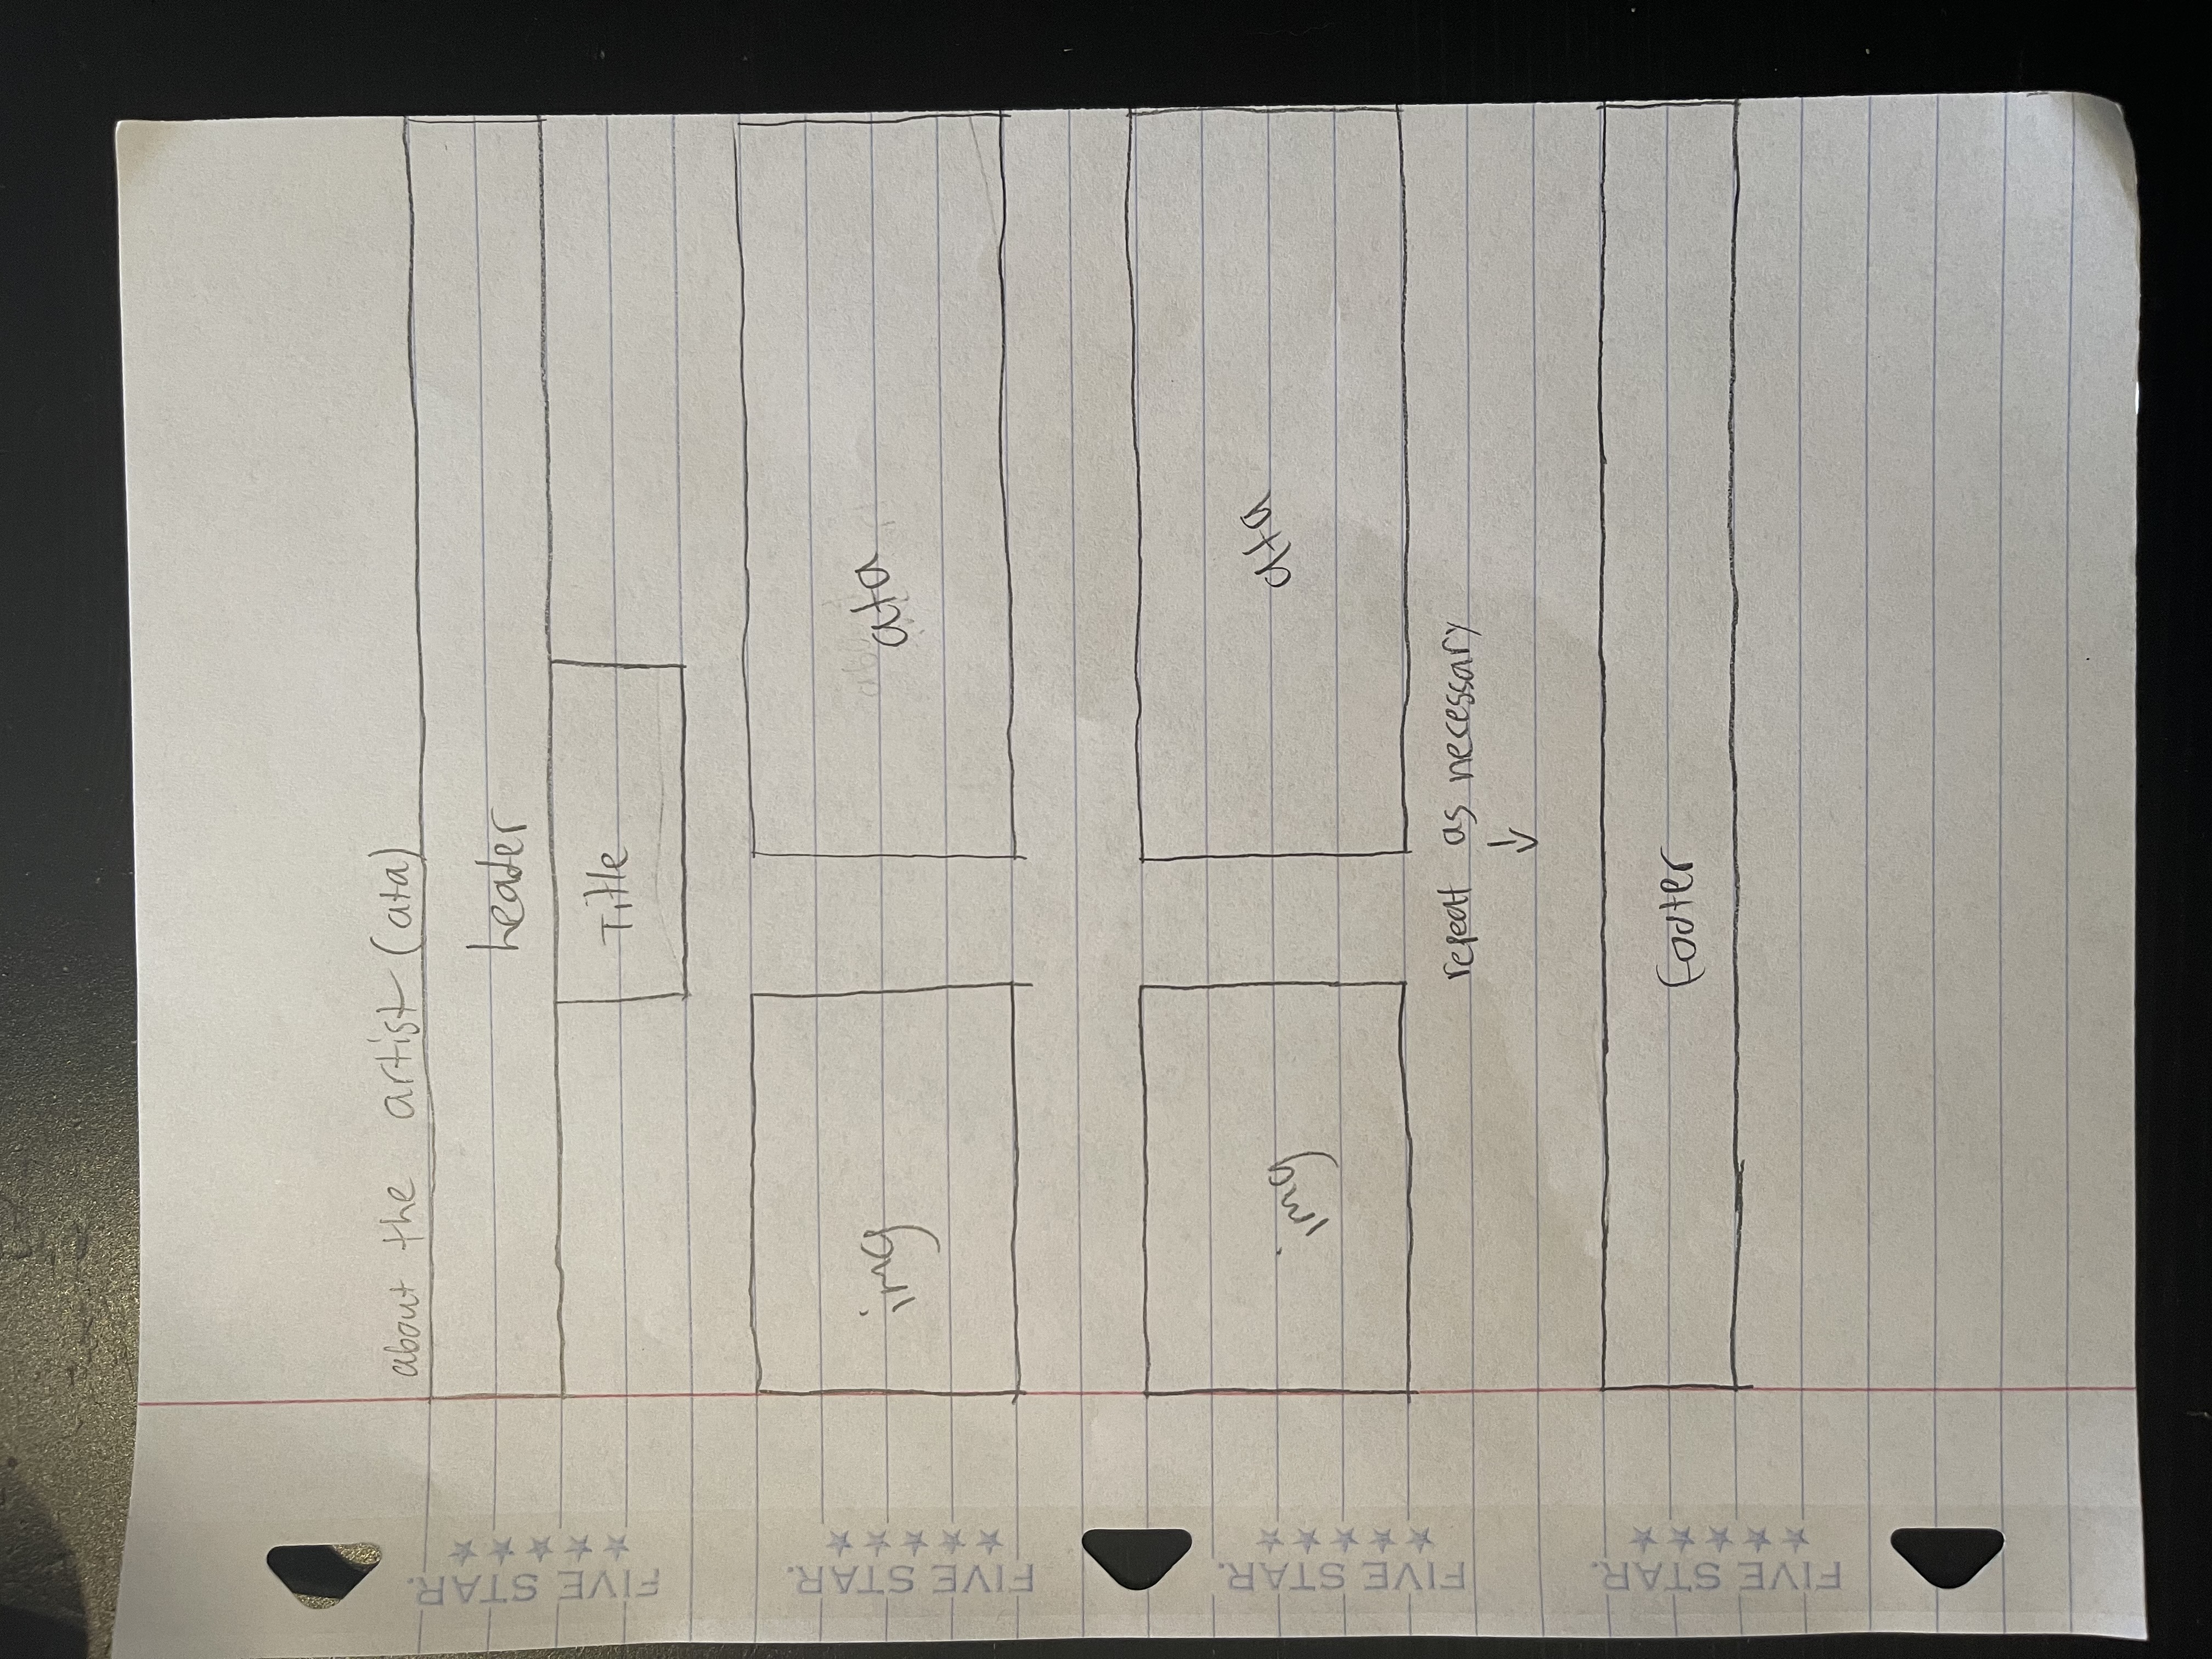 about the artist (ata)
header
Title
img
ata
img
ata
repeat as necessary
footer
FIVE STAR.
FIVE STAR.
FIVE STAR.
FIVE STAR.